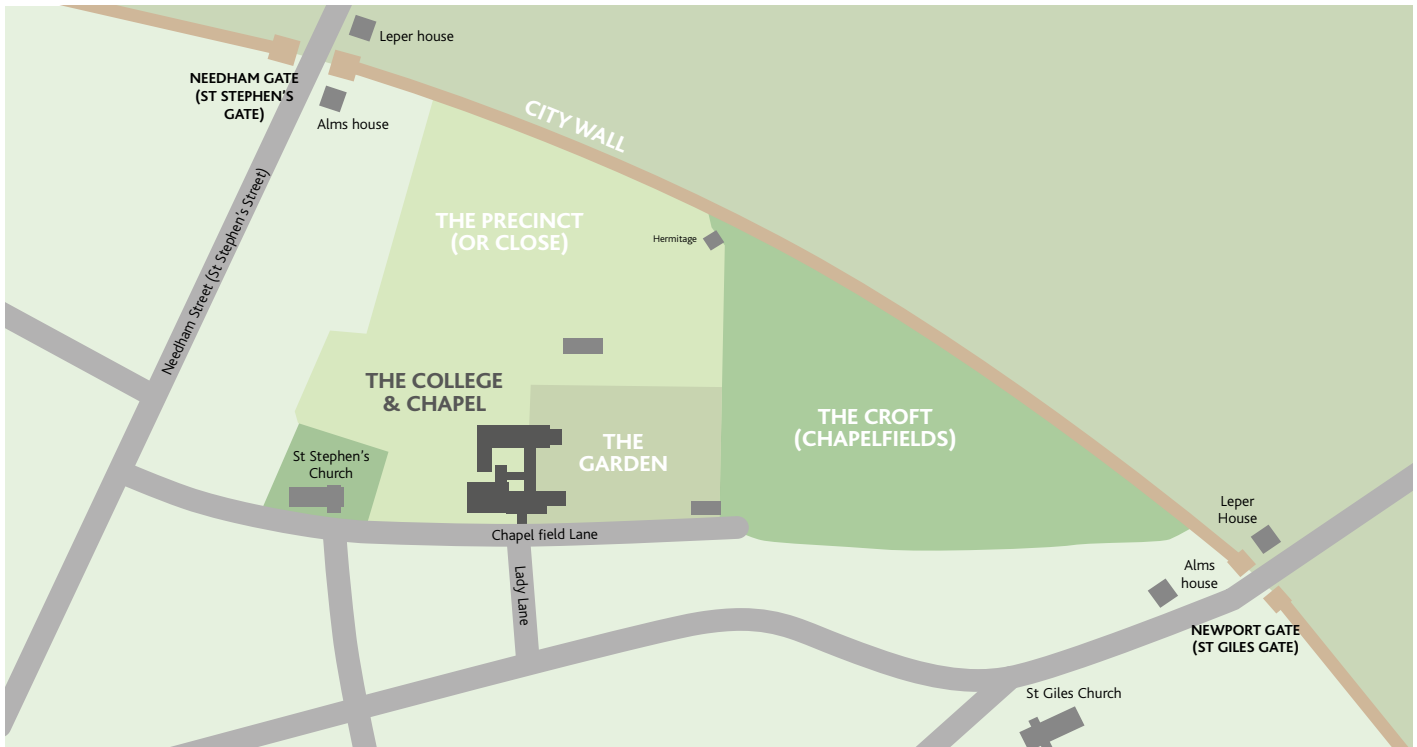 Leper house
NEEDHAM GATE
(ST STEPHEN'S
GATE)
Alms house
CITY WALL
Needham Street (St Stephen's Street)
THE PRECINCT
(OR CLOSE)
Hermitage
THE COLLEGE
& CHAPEL
THE CROFT
(CHAPELFIELDS)
THE
GARDEN
St Stephen's
Church
Chapel field Lane
Lady Lane
Leper
House
Alms
house
NEWPORT GATE
(ST GILES GATE)
St Giles Church